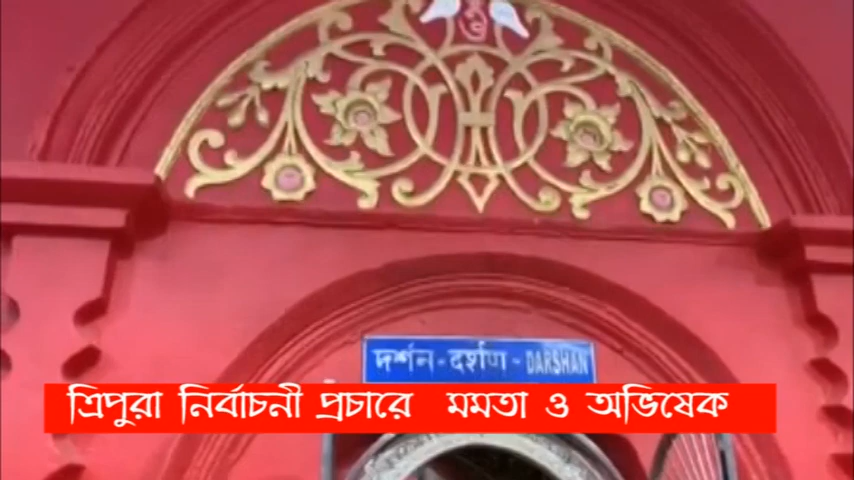 দর্শন - दर्शन - DARSHAN
ত্রিপুরা নির্বাচনী প্রচারে মমতা ও অভিষেক